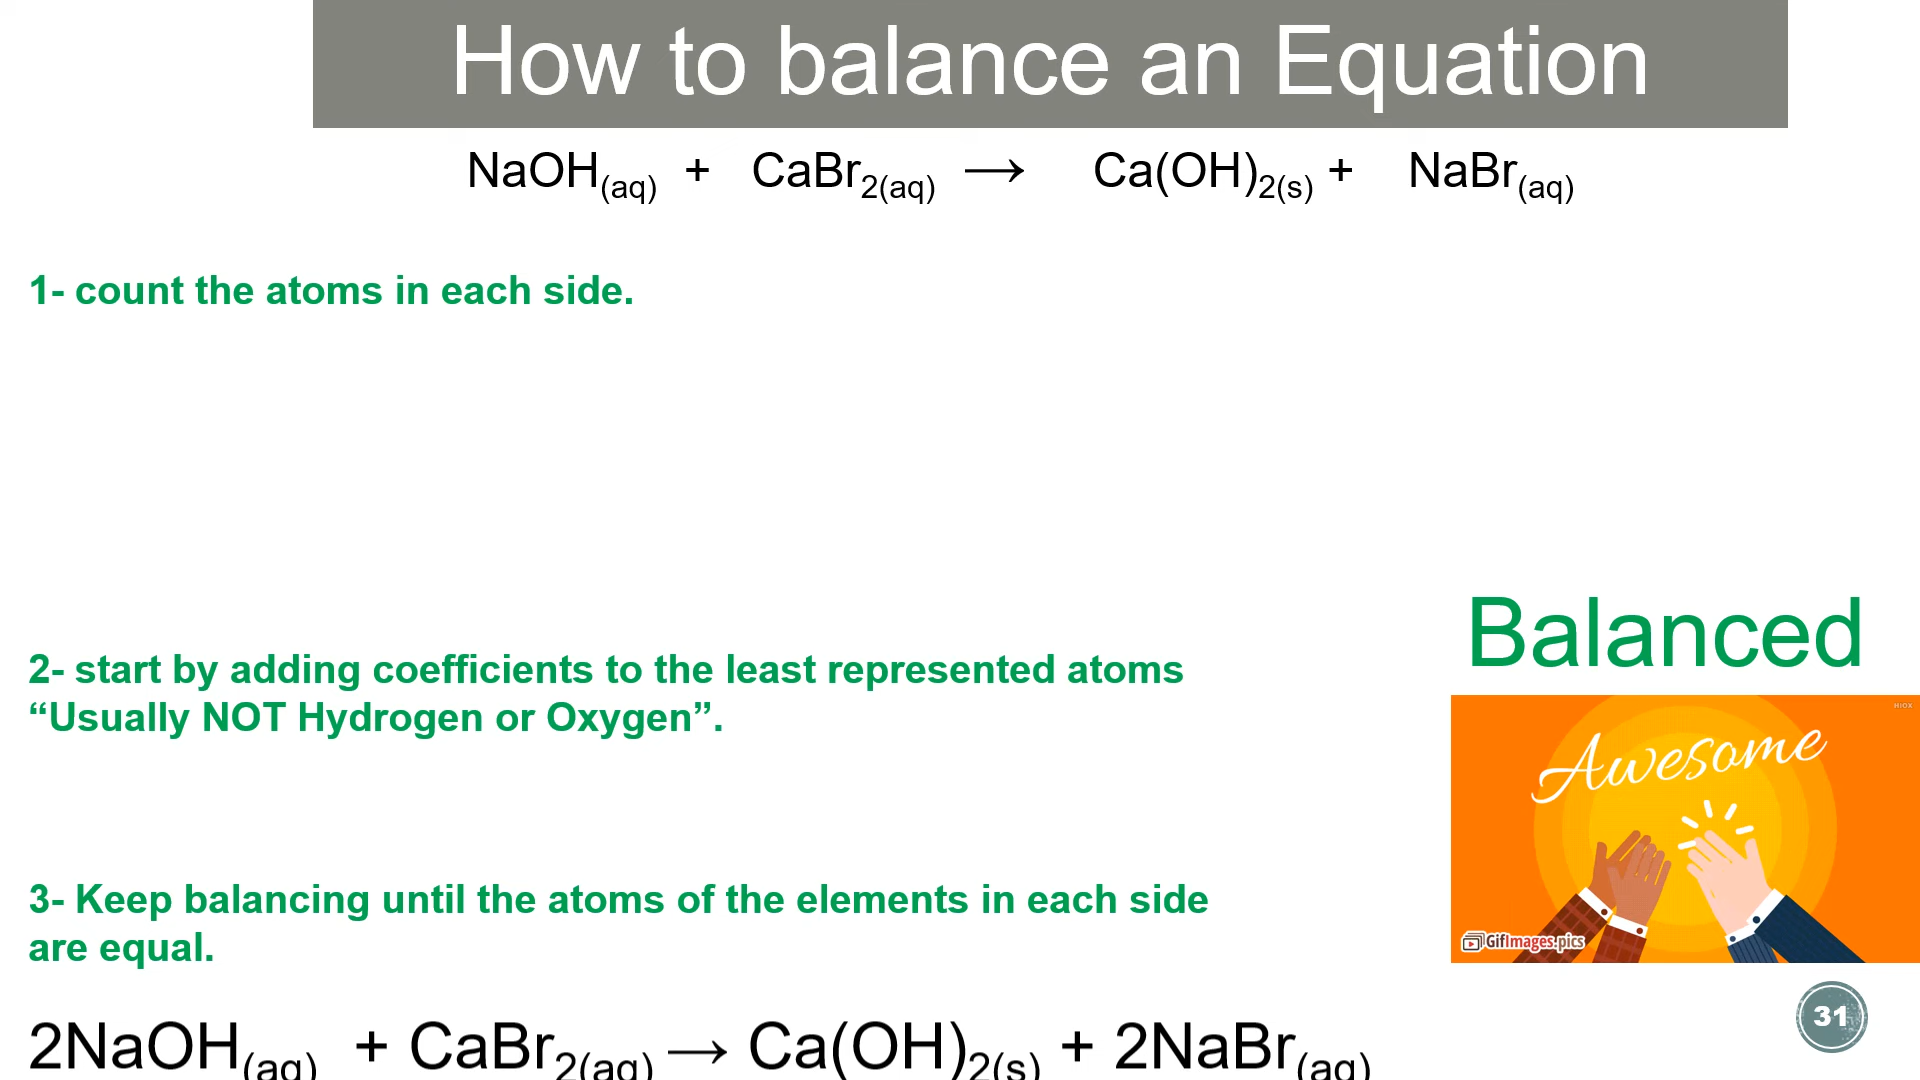 How to balance an Equation
NaOH(aq) + CaBr2(aq) ⟶ Ca(OH)2(s) + NaBr(aq)
1- count the atoms in each side.
Balanced
2- start by adding coefficients to the least represented atoms
“Usually NOT Hydrogen or Oxygen”.
HIOX
Awesome
3- Keep balancing until the atoms of the elements in each side
are equal.
GifImages.pics
31
2NaOH(aq) + CaBr2(aq) ⟶ Ca(OH)2(s) + 2NaBr(aq)